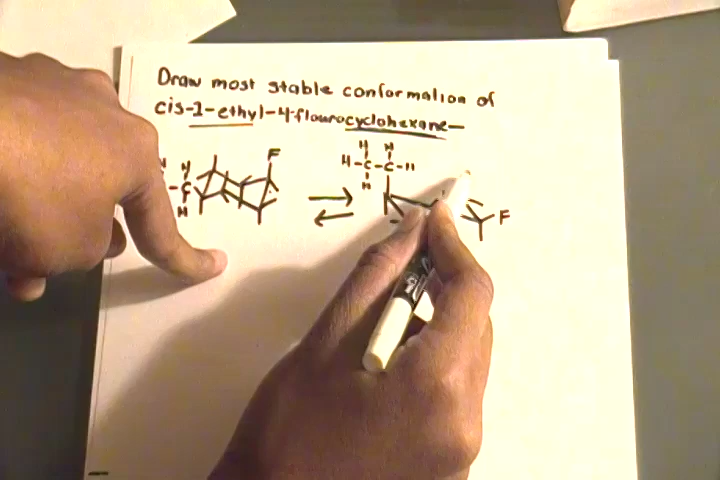 Draw most stable conformation of
cis-1-ethyl-4-flourocyclohexane
H H
H H F H-C-C-H
-C H
H F